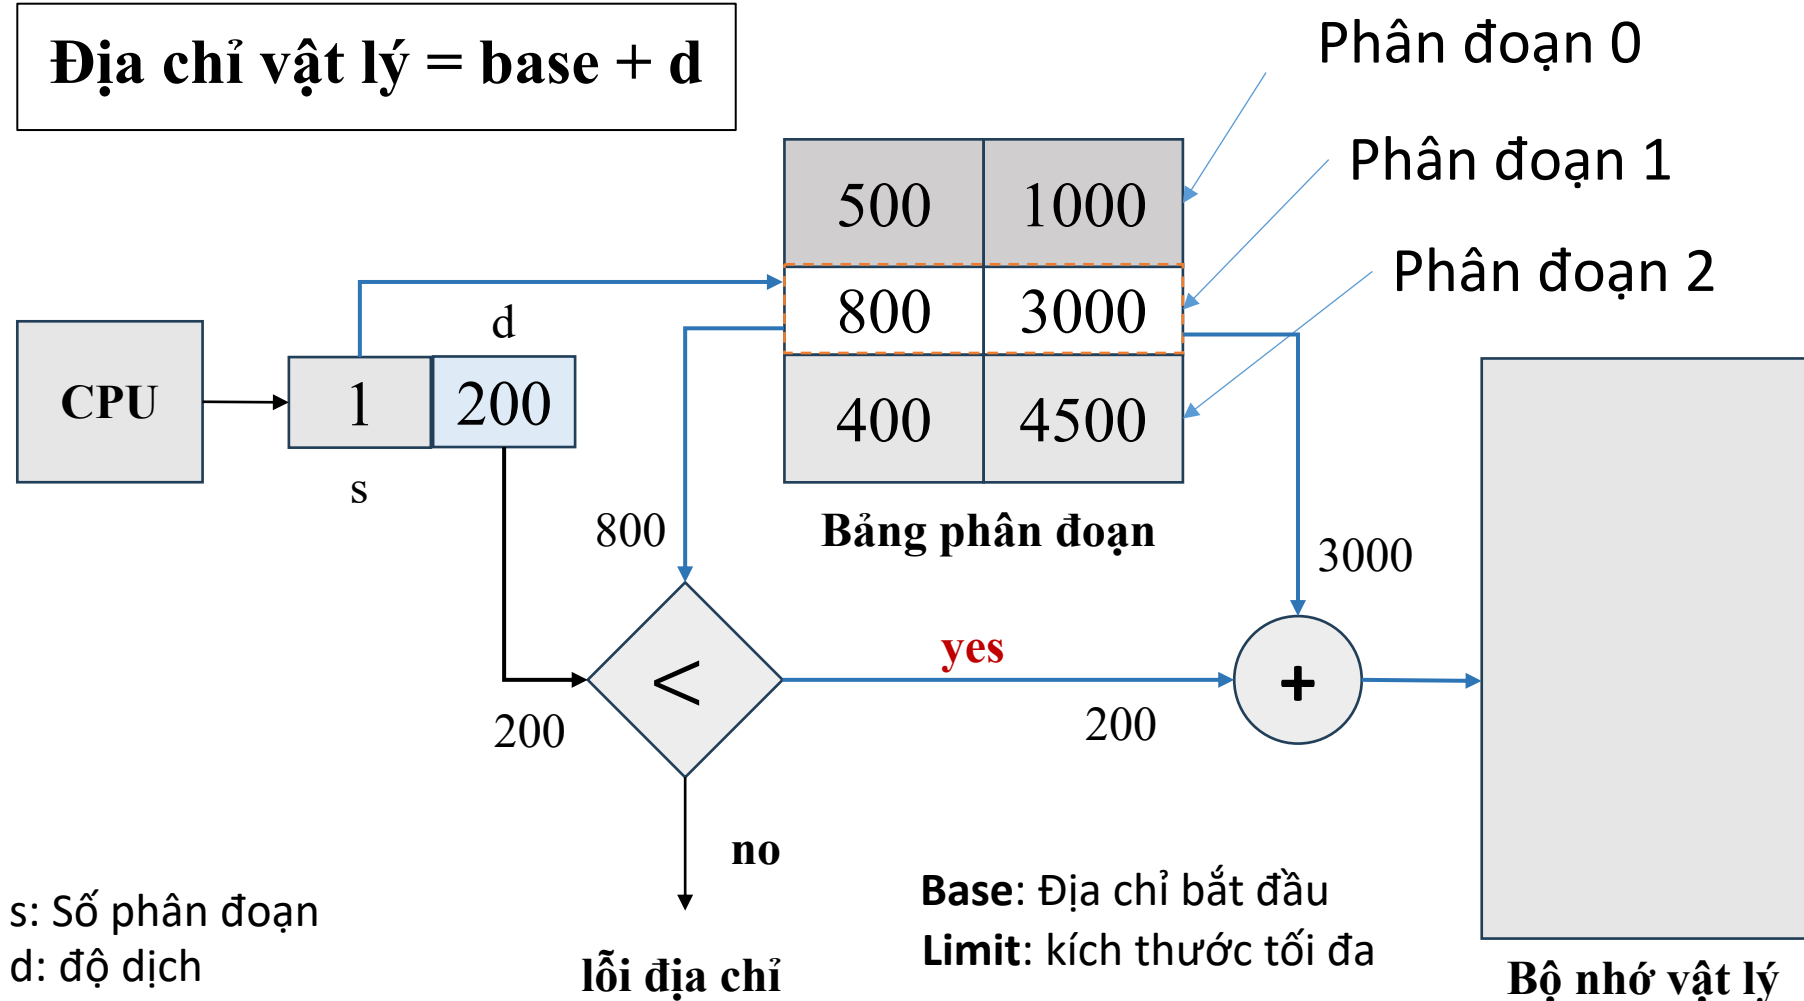 Địa chỉ vật lý = base + d
Phân đoạn 0
Phân đoạn 1
Phân đoạn 2
500 1000
800 3000
400 4500
Bảng phân đoạn
CPU
d
1 200
s
800
3000
<
yes
+
200
200
no
lỗi địa chỉ
s: Số phân đoạn
d: độ dịch
Base: Địa chỉ bắt đầu
Limit: kích thước tối đa
Bộ nhớ vật lý